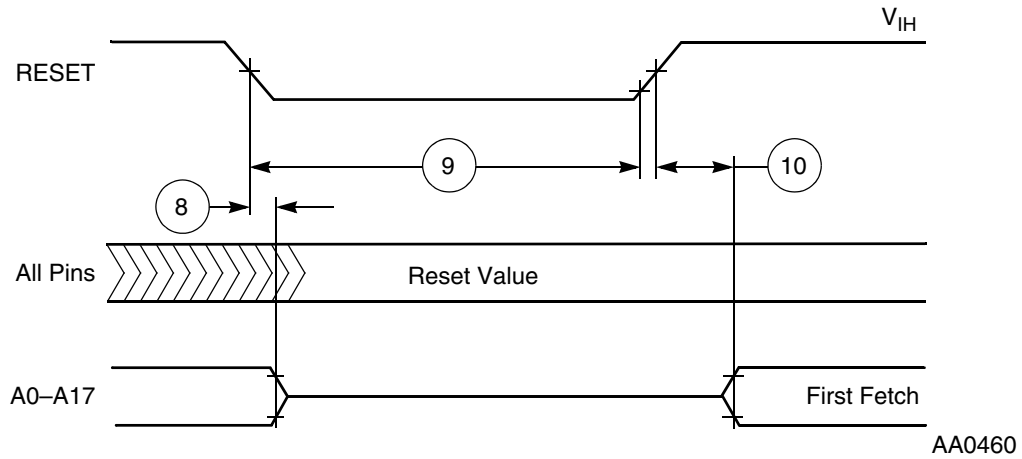 V_IH
RESET
9
10
8
All Pins
Reset Value
A0–A17
First Fetch
AA0460